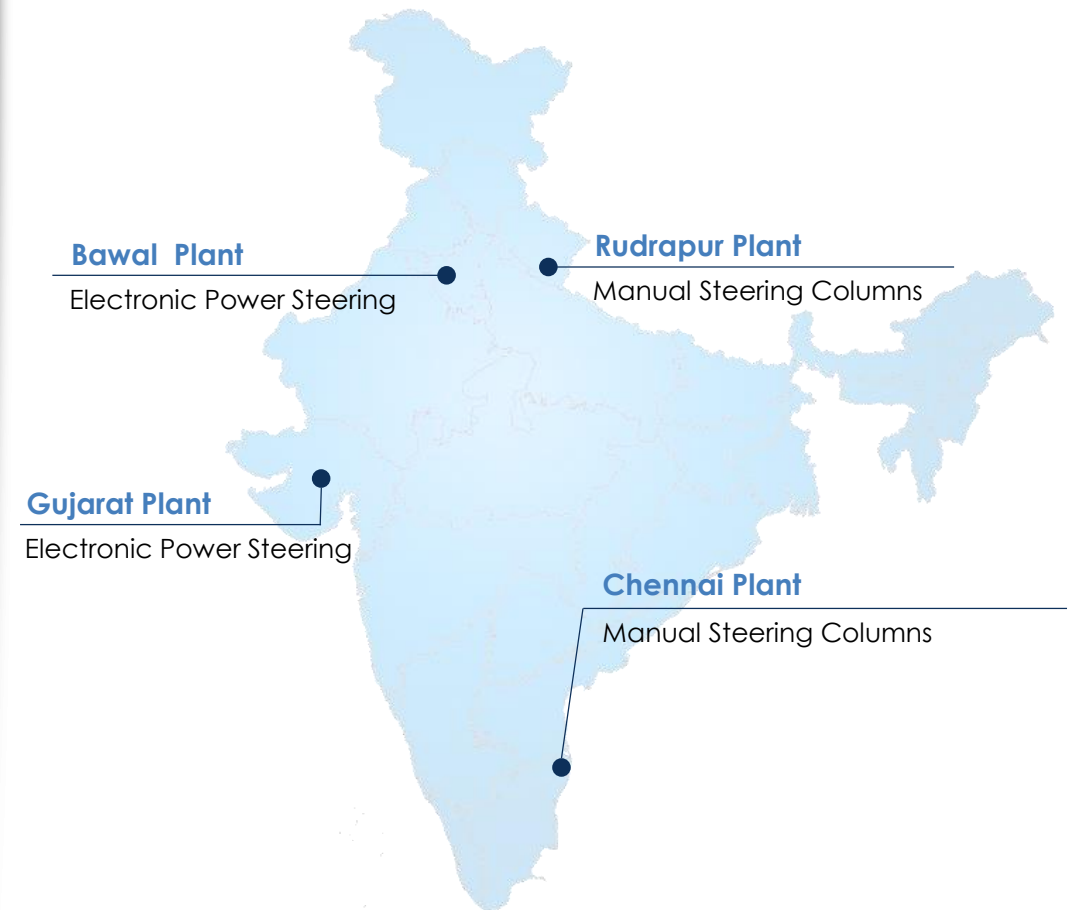 Bawal  Plant
Electronic Power Steering
Rudrapur Plant
Manual Steering Columns
Gujarat Plant
Electronic Power Steering
Chennai Plant
Manual Steering Columns